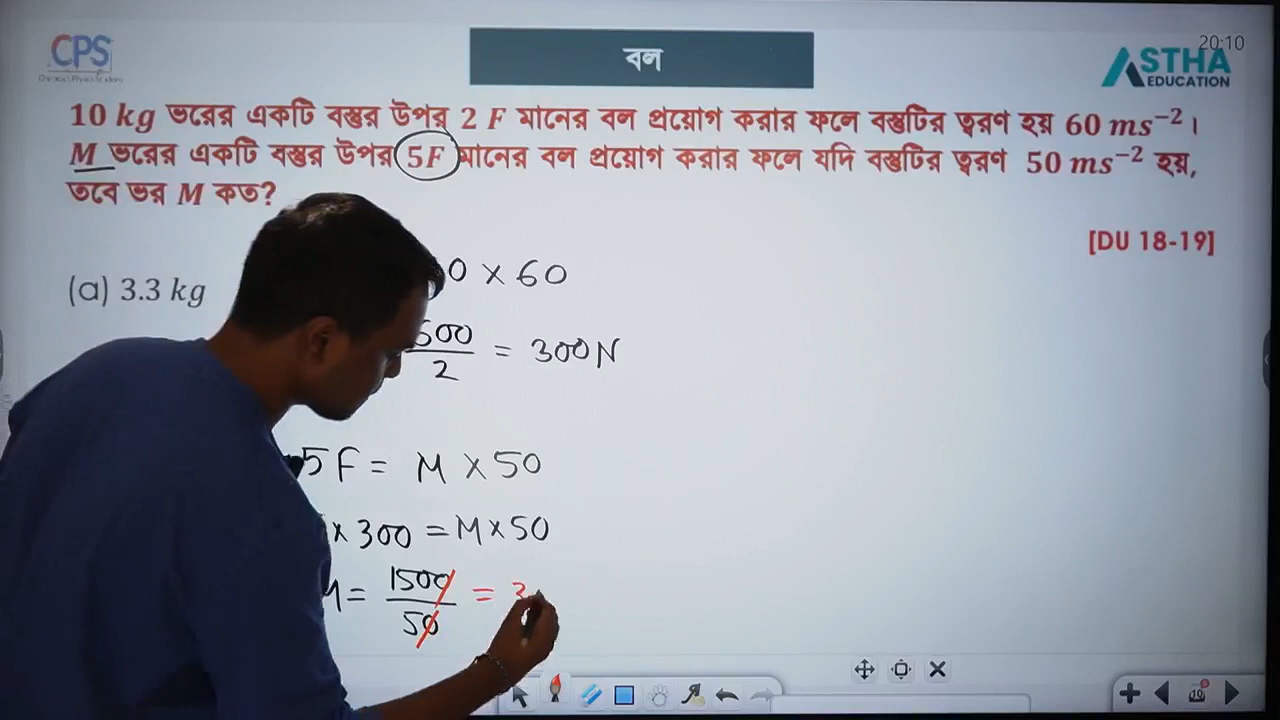 CPS
বল
20:10
ASTHA
EDUCATION
10 kg ভরের একটি বস্তুর উপর 2 F মানের বল প্রয়োগ করার ফলে বস্তুটির ত্বরণ হয় 60 ms⁻²।
M ভরের একটি বস্তুর উপর 5F মানের বল প্রয়োগ করার ফলে যদি বস্তুটির ত্বরণ 50 ms⁻² হয়,
তবে ভর M কত?
[DU 18-19]
(a) 3.3 kg
0 × 60
600/2 = 300N
5F = M × 50
× 300 = M × 50
M = 1500/50 = 3